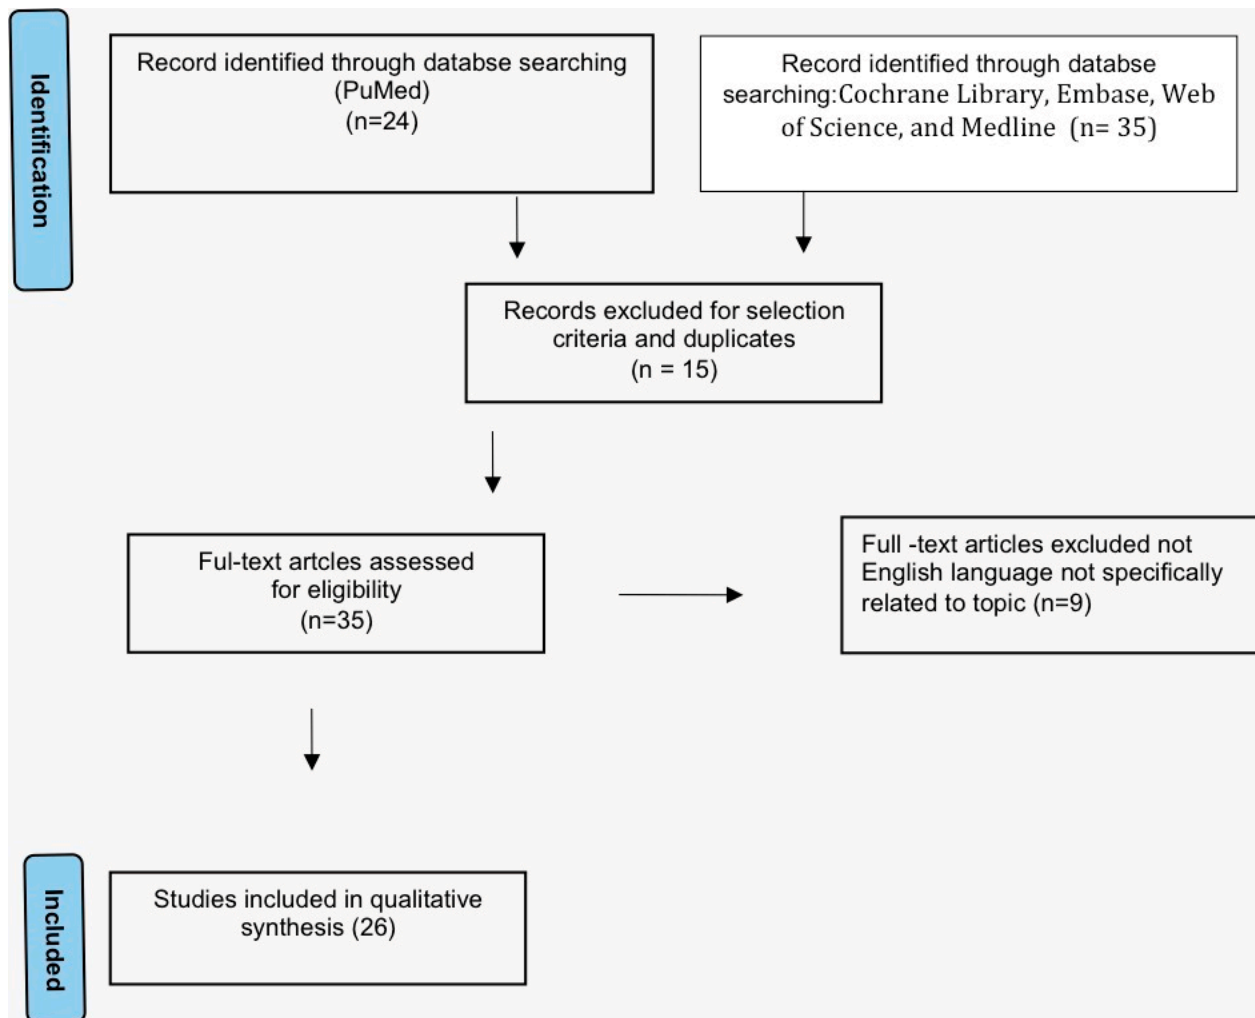 Identification
Record identified through databse searching
(PuMed)
(n=24)
Record identified through databse
searching:Cochrane Library, Embase, Web
of Science, and Medline (n= 35)
Records excluded for selection
criteria and duplicates
(n = 15)
Ful-text artcles assessed
for eligibility
(n=35)
Full -text articles excluded not
English language not specifically
related to topic (n=9)
Included
Studies included in qualitative
synthesis (26)